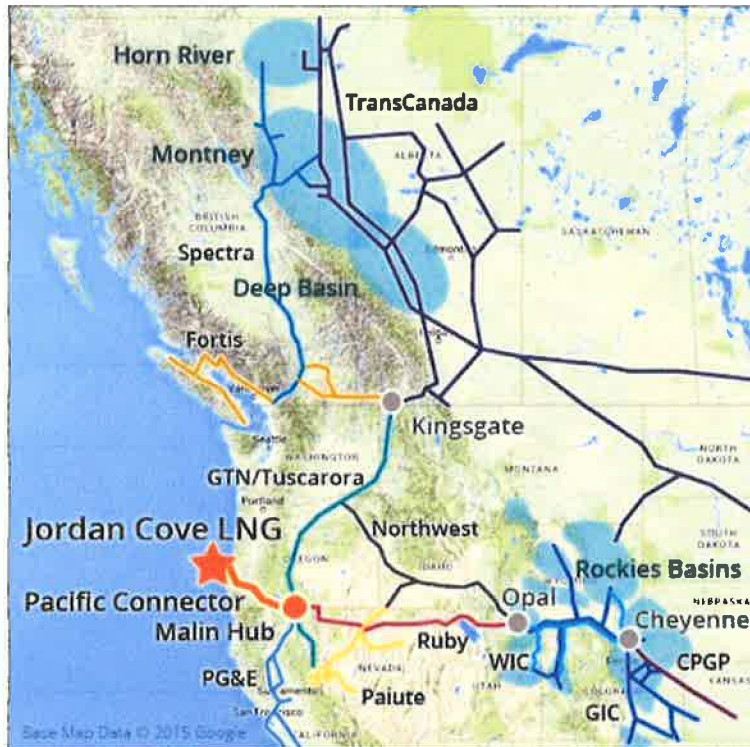 Horn River
TransCanada
Montney
ALBERTA
BRITISH
COLUMBIA
SASKATCHEWAN
Spectra
Edmonton
Deep Basin
Fortis
Vancouver
Kingsgate
Seattle
WASHINGTON
NORTH
DAKOTA
MONTANA
GTN/Tuscarora
Portland
Northwest
SOUTH
DAKOTA
Jordan Cove LNG
OREGON
IDAHO
Rockies Basins
Opal
NEBRASKA
Pacific Connector
Cheyenne
Malin Hub
Ruby
WIC
CPGP
PG&E
NEVADA
UTAH
COLORADO
KANSAS
Sacramento
Paiute
GIC
San Francisco
CALIFORNIA
Base Map Data © 2015 Google